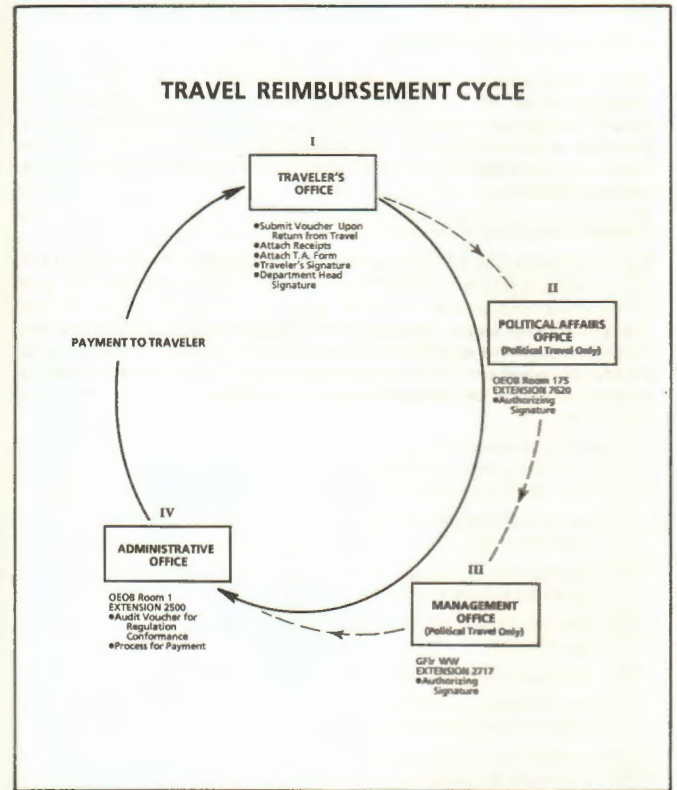 TRAVEL REIMBURSEMENT CYCLE
I
TRAVELER'S
OFFICE
●Submit Voucher Upon
Return from Travel
●Attach Receipts
●Attach T.A. Form
●Traveler's Signature
●Department Head
Signature
II
POLITICAL AFFAIRS
OFFICE
(Political Travel Only)
OEOB Room 175
EXTENSION 7620
●Authorizing
Signature
PAYMENT TO TRAVELER
III
MANAGEMENT
OFFICE
(Political Travel Only)
GFlr WW
EXTENSION 2717
●Authorizing
Signature
IV
ADMINISTRATIVE
OFFICE
OEOB Room 1
EXTENSION 2500
●Audit Voucher for
Regulation
Conformance
●Process for Payment